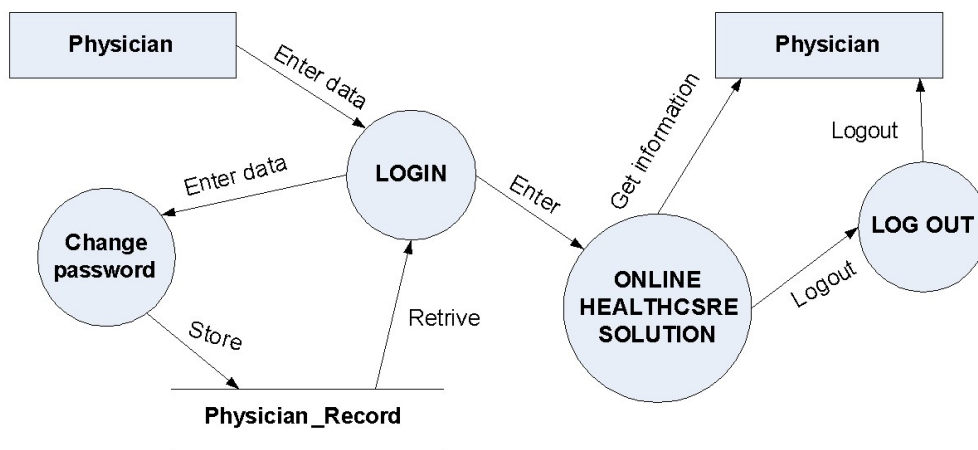 Physician
Physician
Enter data
Get information
Logout
LOGIN
Enter data
Enter
LOG OUT
Change
password
ONLINE
HEALTHCSRE
SOLUTION
Logout
Retrive
Store
Physician_Record